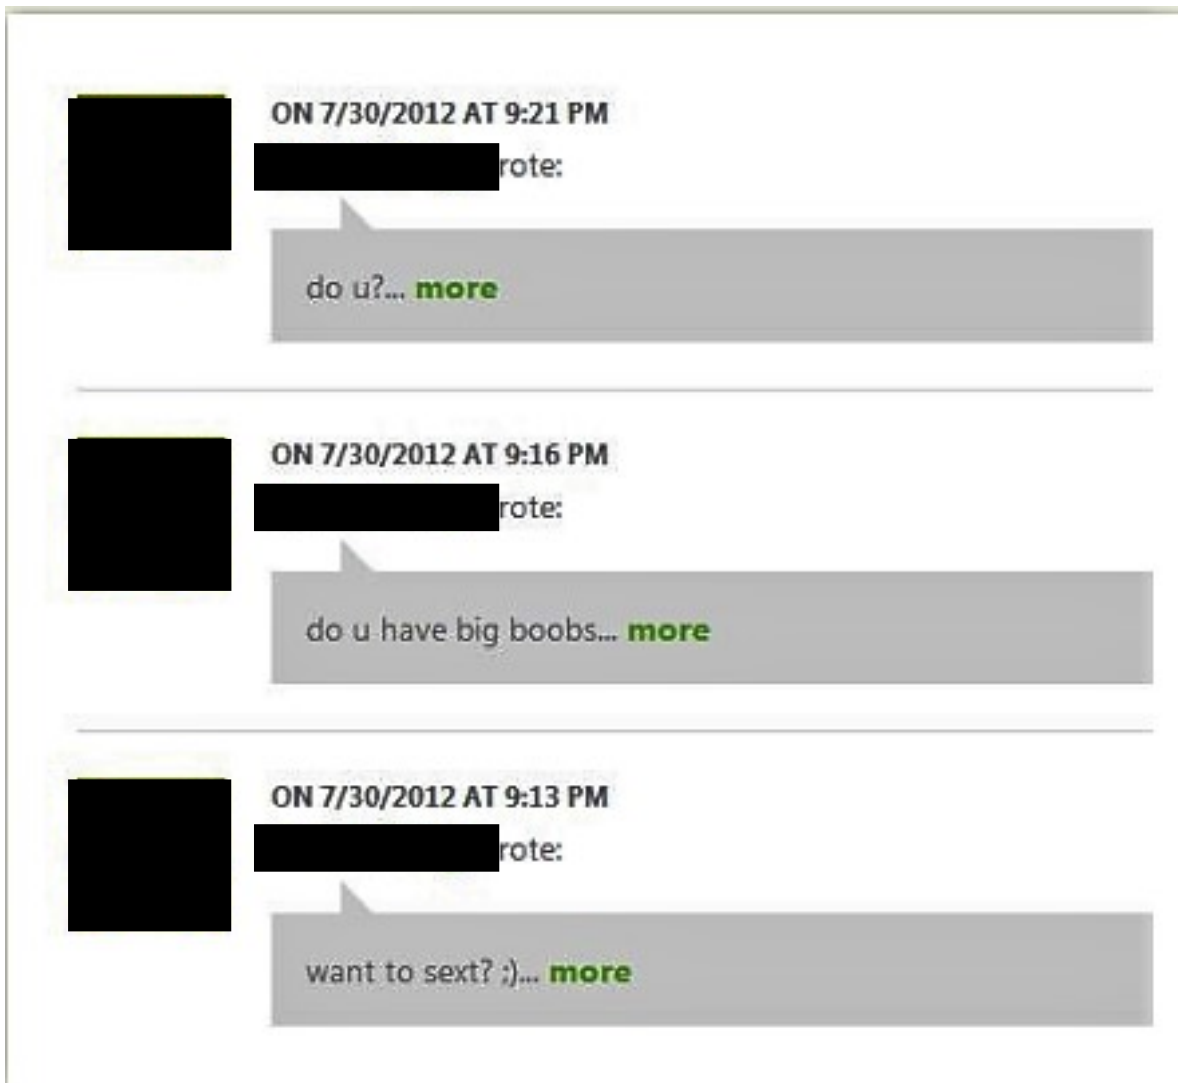 ON 7/30/2012 AT 9:21 PM
rote:
do u?... more
ON 7/30/2012 AT 9:16 PM
rote:
do u have big boobs... more
ON 7/30/2012 AT 9:13 PM
rote:
want to sext? ;)... more